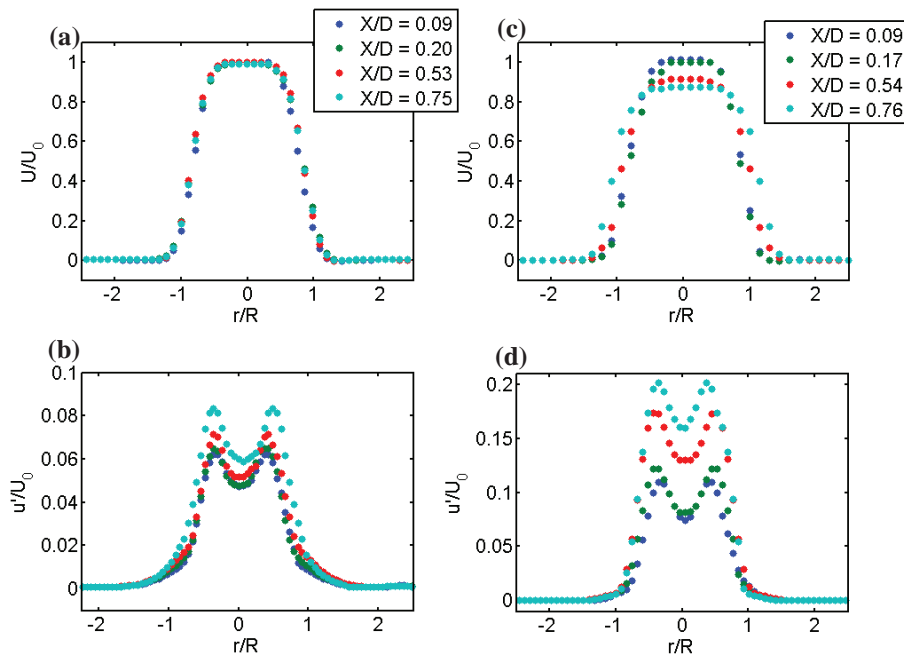 (a)
X/D = 0.09
X/D = 0.20
X/D = 0.53
X/D = 0.75
1
0.8
0.6
0.4
0.2
0
U/U0
-2 -1 0 1 2
r/R
(c)
X/D = 0.09
X/D = 0.17
X/D = 0.54
X/D = 0.76
1
0.8
0.6
0.4
0.2
0
U/U0
-2 -1 0 1 2
r/R
(b)
0.1
0.08
0.06
0.04
0.02
0
u'/U0
-2 -1 0 1 2
r/R
(d)
0.2
0.15
0.1
0.05
0
u'/U0
-2 -1 0 1 2
r/R